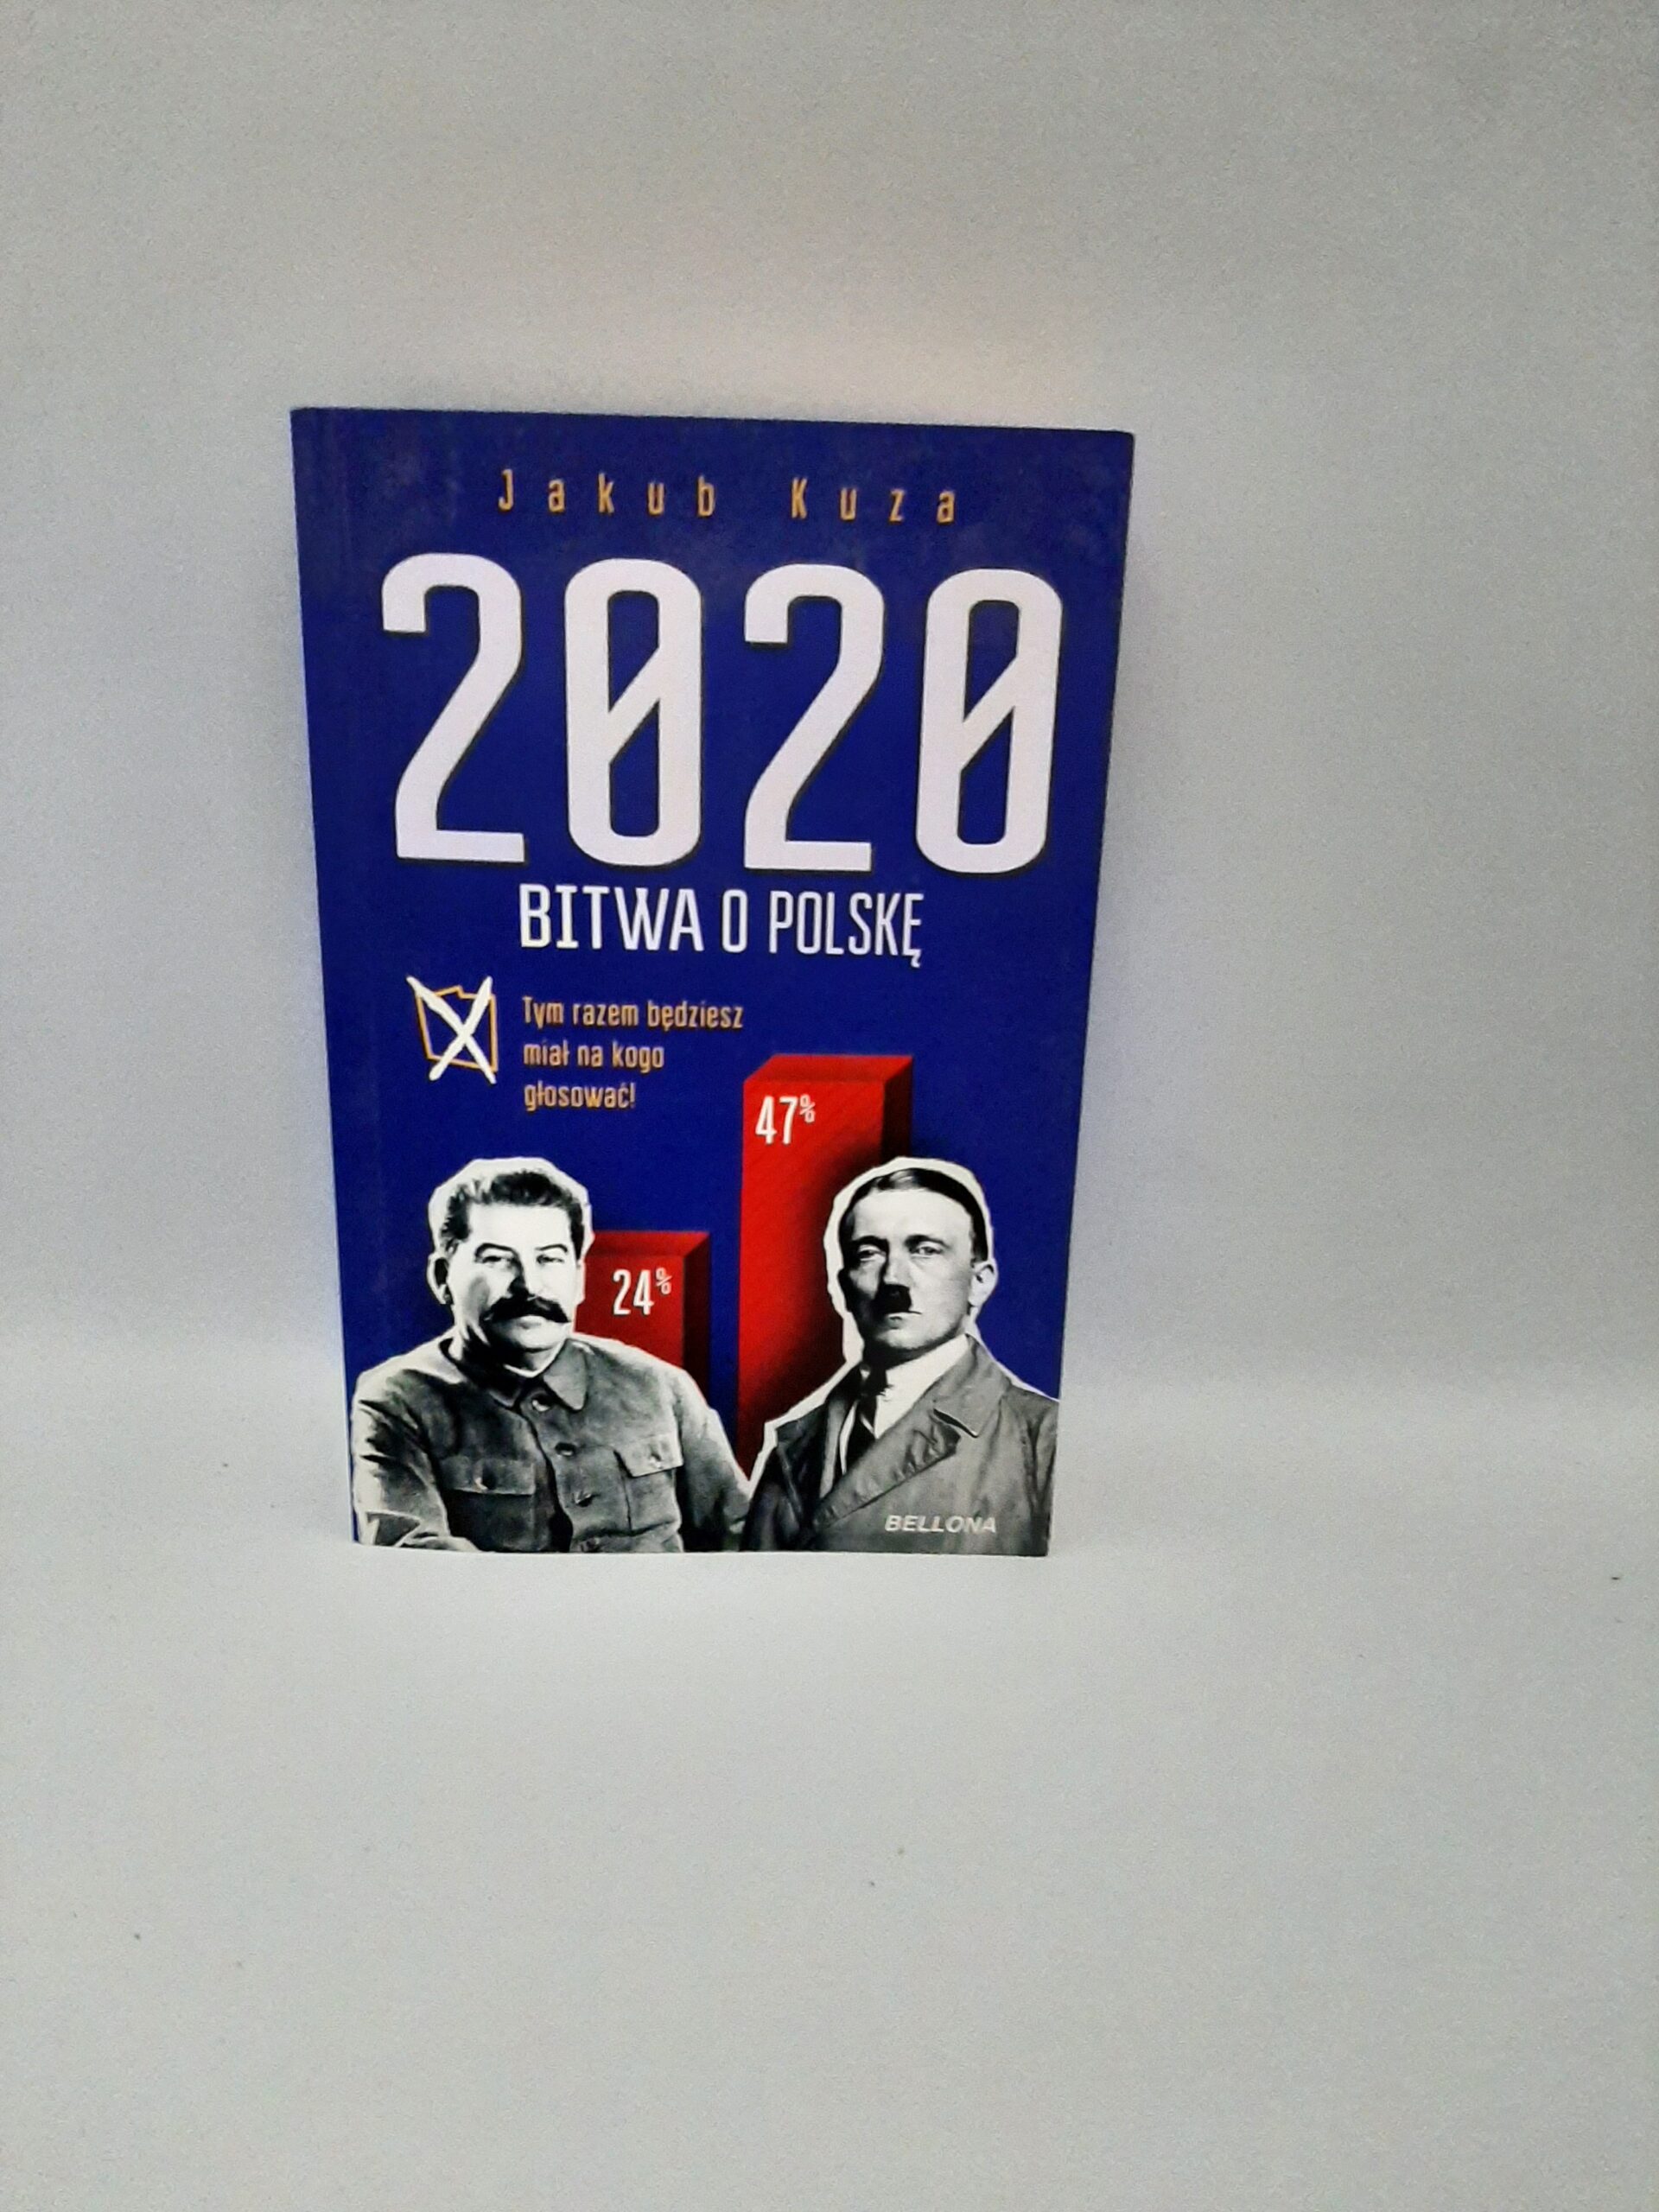 Jakub Kuza
2020
BITWA O POLSKĘ
Tym razem będziesz
miał na kogo
głosować!
47%
24%
BELLONA